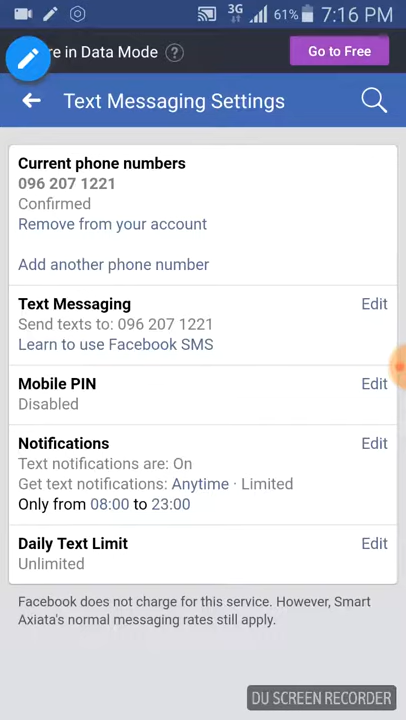 3G
61%
7:16 PM
re in Data Mode ?
Go to Free
Text Messaging Settings
Current phone numbers
096 207 1221
Confirmed
Remove from your account
Add another phone number
Text Messaging
Edit
Send texts to: 096 207 1221
Learn to use Facebook SMS
Mobile PIN
Edit
Disabled
Notifications
Edit
Text notifications are: On
Get text notifications: Anytime · Limited
Only from 08:00 to 23:00
Daily Text Limit
Edit
Unlimited
Facebook does not charge for this service. However, Smart
Axiata's normal messaging rates still apply.
DU SCREEN RECORDER